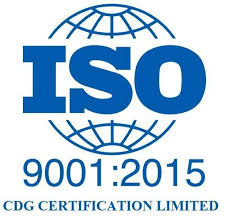 ISO
9001:2015
CDG CERTIFICATION LIMITED